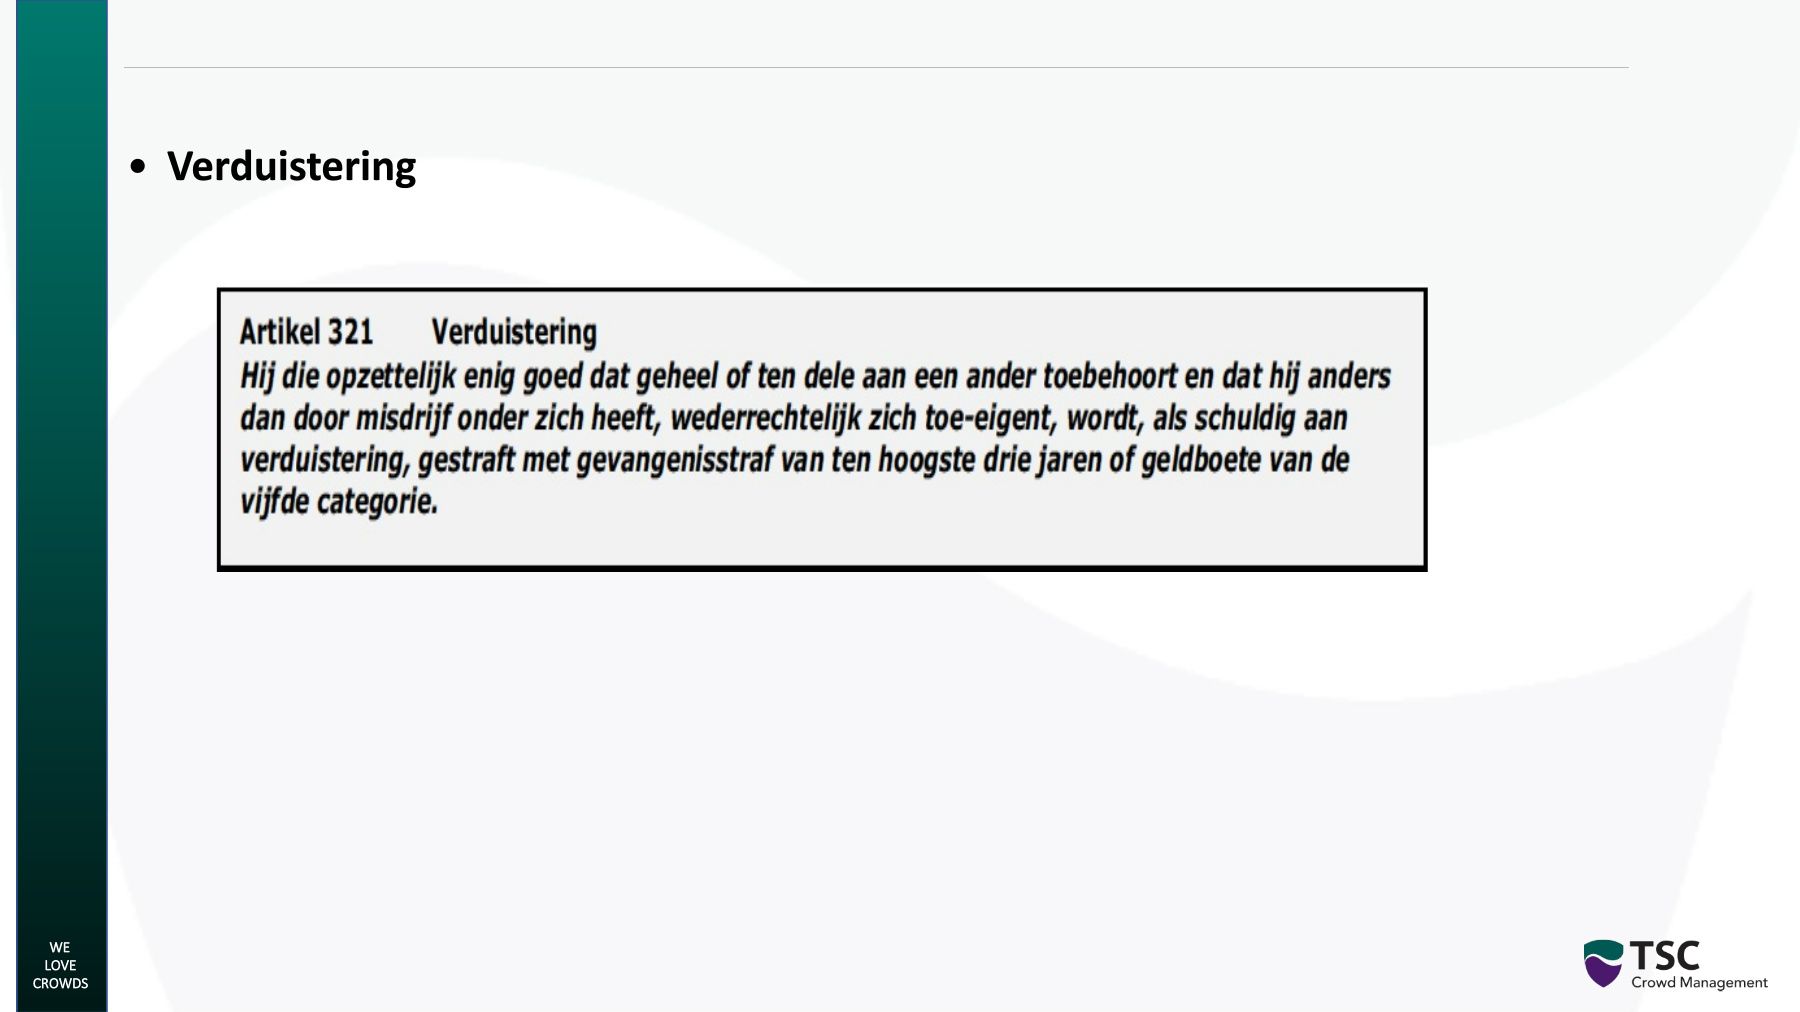 • Verduistering
Artikel 321 Verduistering
Hij die opzettelijk enig goed dat geheel of ten dele aan een ander toebehoort en dat hij anders
dan door misdrijf onder zich heeft, wederrechtelijk zich toe-eigent, wordt, als schuldig aan
verduistering, gestraft met gevangenisstraf van ten hoogste drie jaren of geldboete van de
vijfde categorie.
WE
LOVE
CROWDS
TSC
Crowd Management